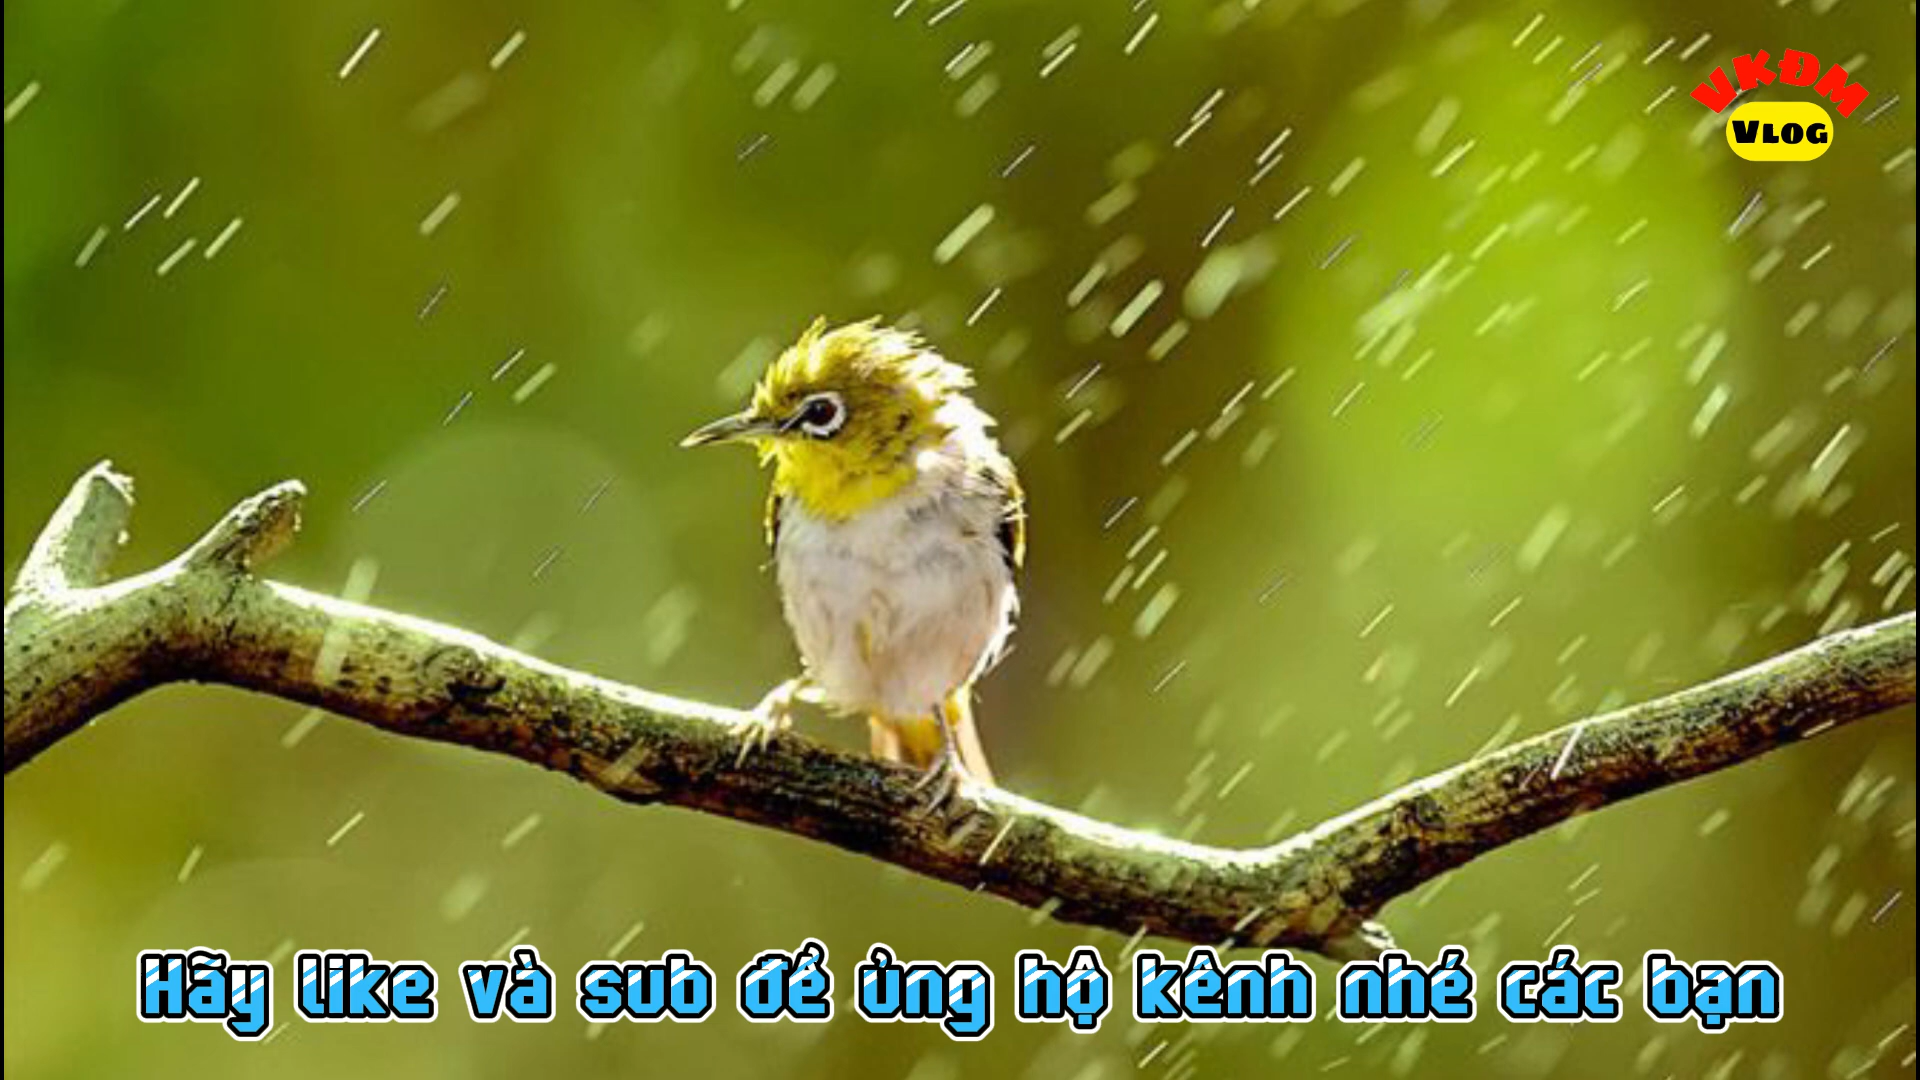 VKĐM
VLOG
Hãy like và sub để ủng hộ kênh nhé các bạn